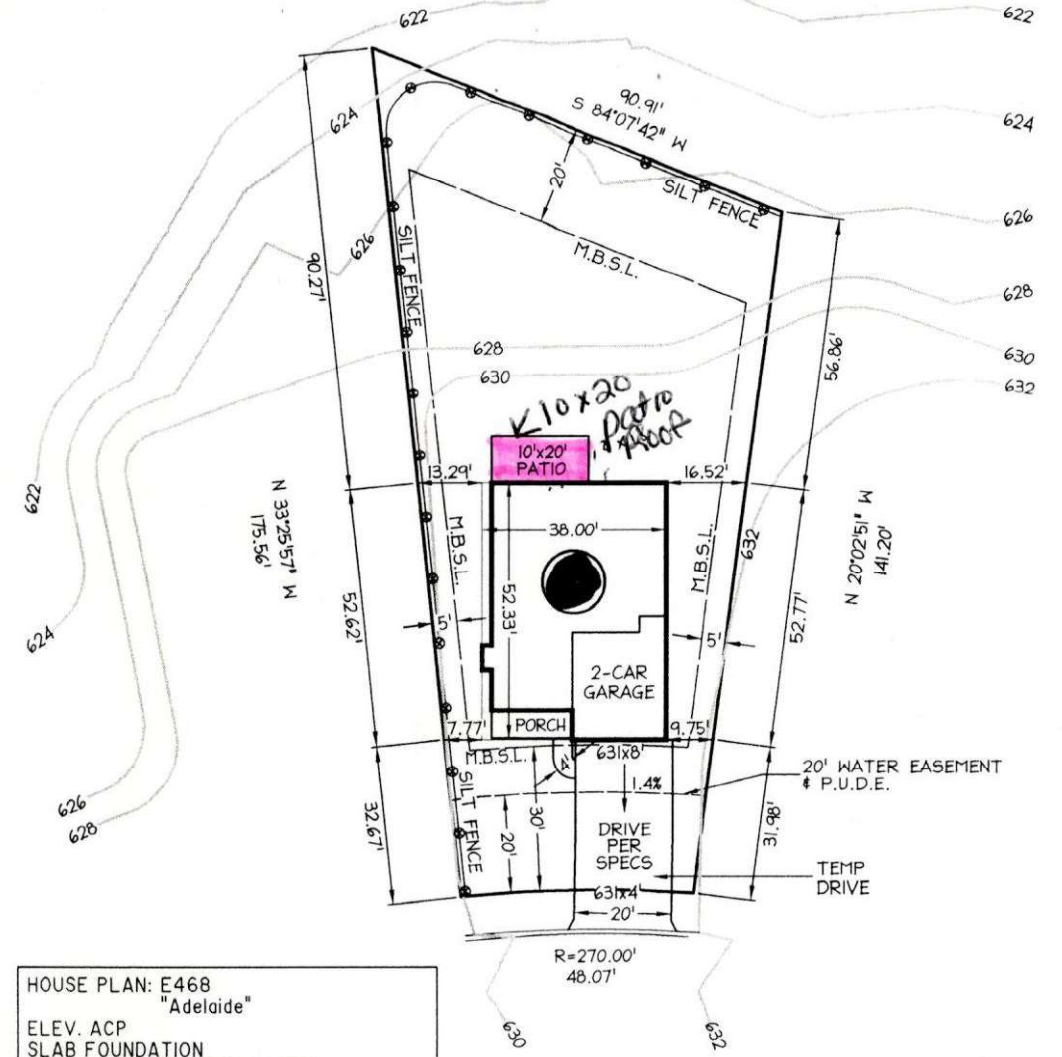 622
622
90.91'
S 84°07'42" W
624
624
20'
SILT FENCE
626
626
SILT FENCE
M.B.S.L.
90.27'
628
628
56.86'
630
630
632
10 x 20
Patio
Roof
10'x20'
PATIO
13.29'
16.52'
622
N 33°25'57" W
175.56'
M.B.S.L.
38.00'
M.B.S.L.
632
N 20°02'51" W
141.20'
52.62'
52.33'
52.77'
624
5'
5'
2-CAR
GARAGE
7.77'
PORCH
9.75'
M.B.S.L.
4'
631x8'
20' WATER EASEMENT
& P.U.D.E.
1.4%
626
628
32.67'
SILT FENCE
20'
30'
DRIVE
PER
SPECS
31.98'
TEMP
DRIVE
631x4'
20'
R=270.00'
48.07'
HOUSE PLAN: E468
"Adelaide"
ELEV. ACP
SLAB FOUNDATION
630
632